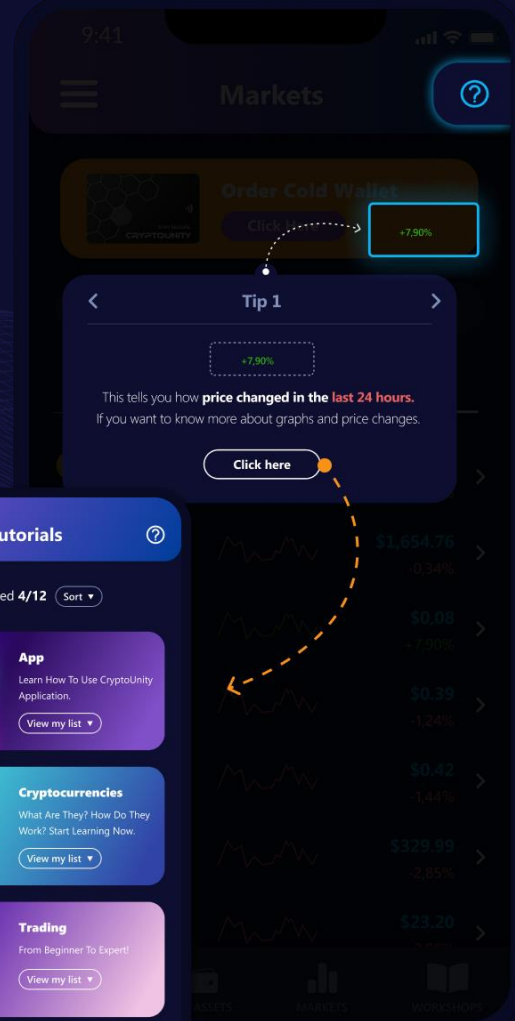 9:41
Markets
Order Cold Wallet
Click Here
CRYPTOUNITY
+7,90%
Tip 1
+7,90%
This tells you how price changed in the last 24 hours.
If you want to know more about graphs and price changes.
Click here
$1,654.76
-0,34%
$0,08
+7,90%
$0.39
-1,24%
$0.42
-1,44%
$329.99
-2,85%
$23.20
ASSETS
MARKETS
WORKSHOPS
utorials
ed 4/12
Sort
App
Learn How To Use CryptoUnity
Application.
View my list
Cryptocurrencies
What Are They? How Do They
Work? Start Learning Now.
View my list
Trading
From Beginner To Expert!
View my list